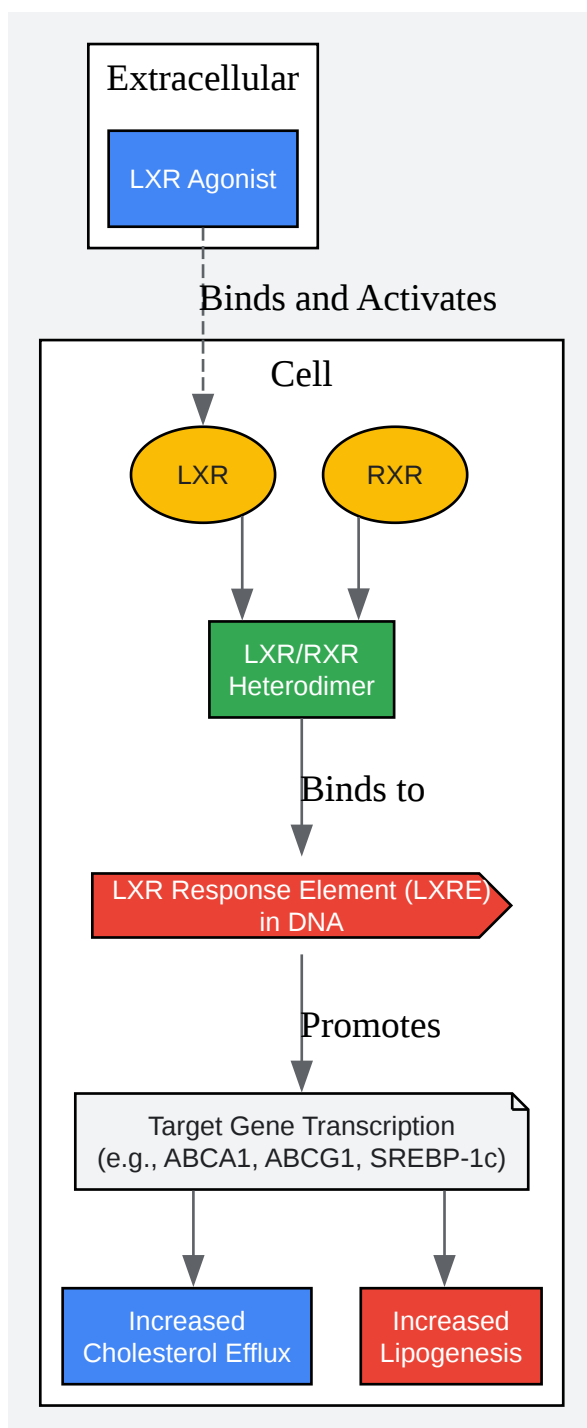 Extracellular
LXR Agonist
Binds and Activates
Cell
LXR
RXR
LXR/RXR
Heterodimer
Binds to
LXR Response Element (LXRE)
in DNA
Promotes
Target Gene Transcription
(e.g., ABCA1, ABCG1, SREBP-1c)
Increased
Cholesterol Efflux
Increased
Lipogenesis